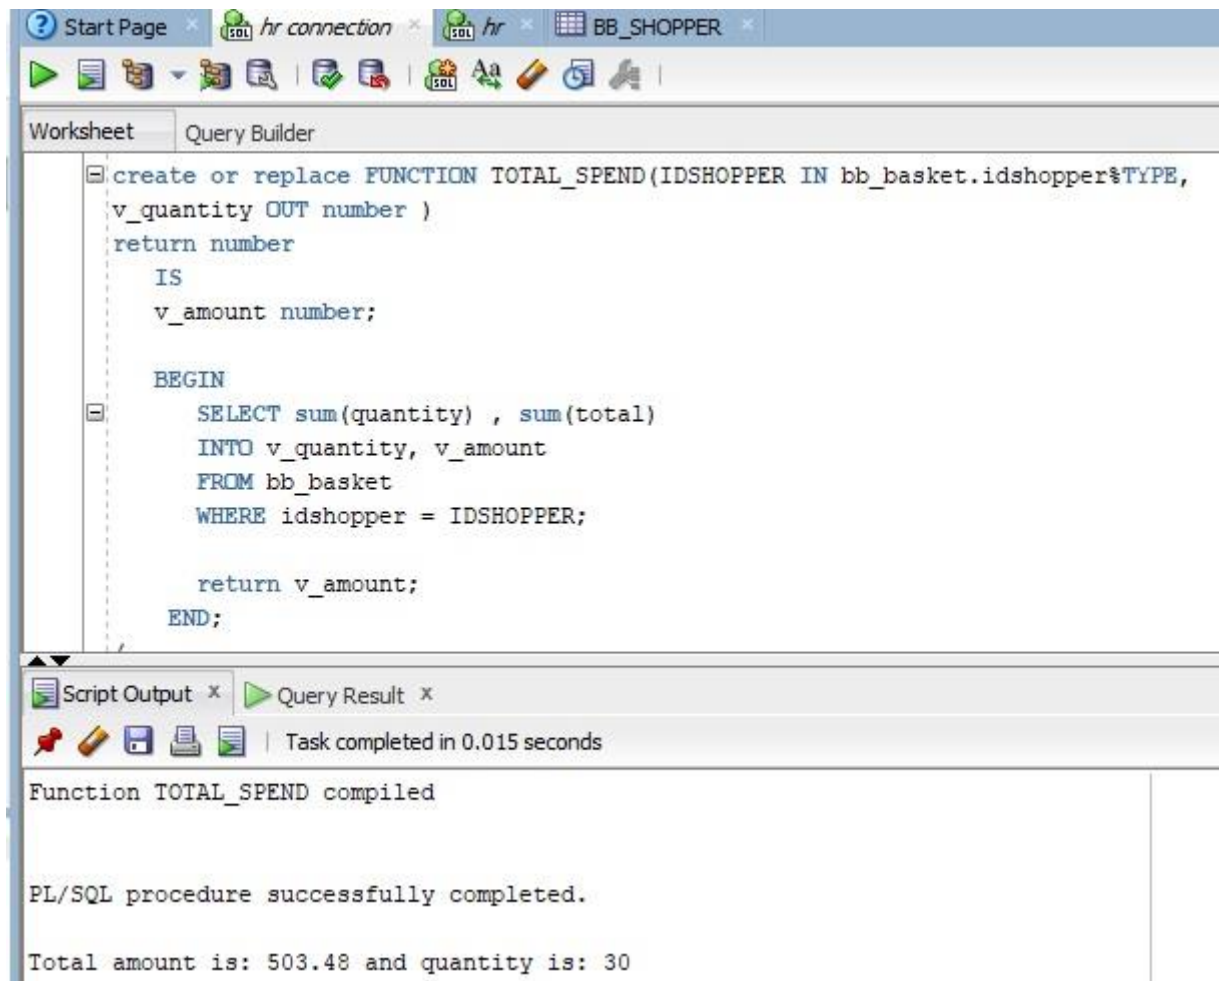 Start Page hr connection hr BB_SHOPPER
Worksheet Query Builder
create or replace FUNCTION TOTAL_SPEND(IDSHOPPER IN bb_basket.idshopper%TYPE,
v_quantity OUT number )
return number
IS
v_amount number;
BEGIN
SELECT sum(quantity) , sum(total)
INTO v_quantity, v_amount
FROM bb_basket
WHERE idshopper = IDSHOPPER;
return v_amount;
END;
/
Script Output x Query Result x
Task completed in 0.015 seconds
Function TOTAL_SPEND compiled
PL/SQL procedure successfully completed.
Total amount is: 503.48 and quantity is: 30